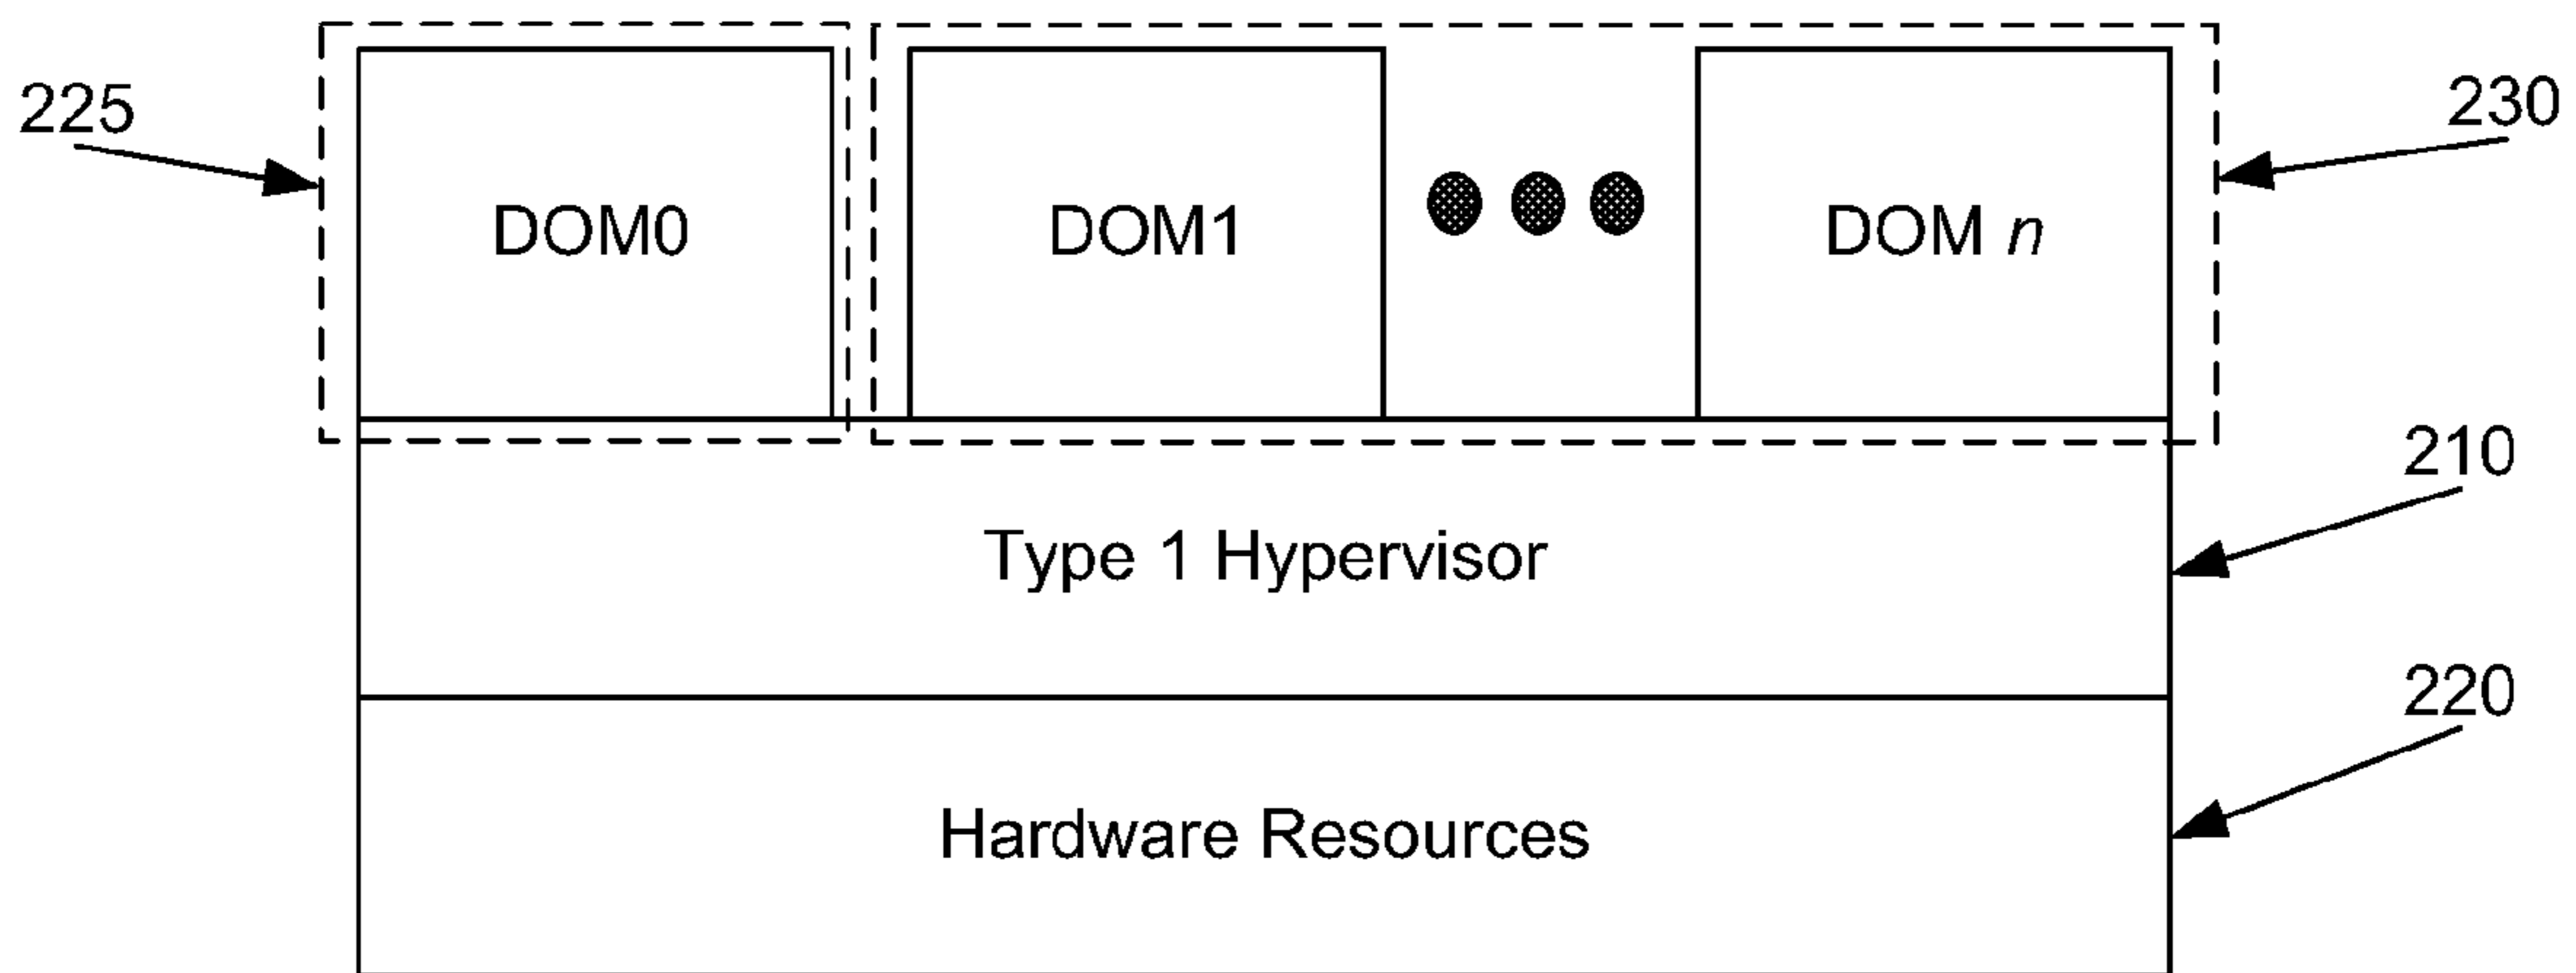 225
230
DOM0
DOM1
DOM n
210
Type 1 Hypervisor
220
Hardware Resources